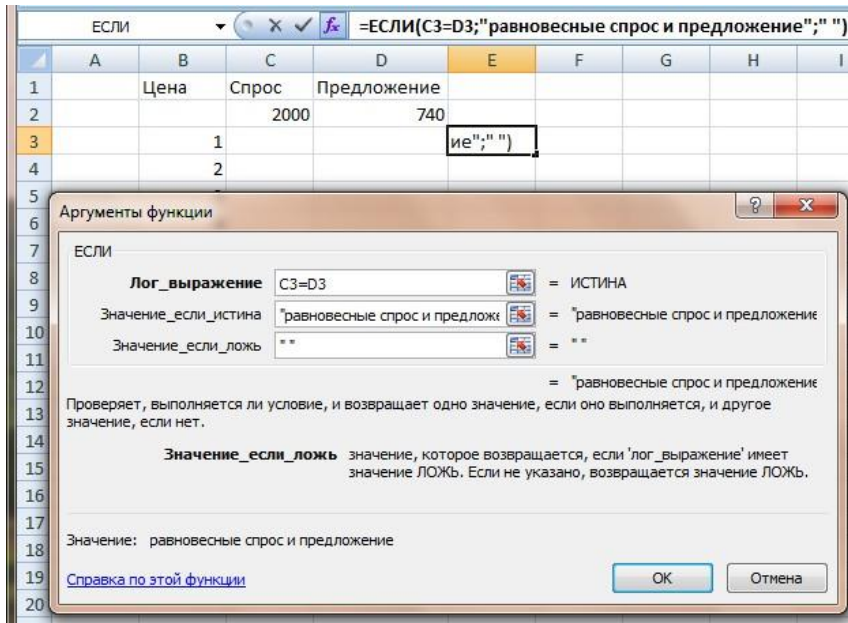 ЕСЛИ fx =ЕСЛИ(C3=D3;"равновесные спрос и предложение";" ")
A B C D E F G H I
1 Цена Спрос Предложение
2 2000 740
3 1 ие";" ")
4 2
5
6 Аргументы функции
7 ЕСЛИ
8 Лог_выражение C3=D3 = ИСТИНА
9 Значение_если_истина "равновесные спрос и предложе = "равновесные спрос и предложение
10 Значение_если_ложь " " = " "
11
12 = "равновесные спрос и предложение
13 Проверяет, выполняется ли условие, и возвращает одно значение, если оно выполняется, и другое
14 значение, если нет.
15 Значение_если_ложь значение, которое возвращается, если 'лог_выражение' имеет
значение ЛОЖЬ. Если не указано, возвращается значение ЛОЖЬ.
16
17
18 Значение: равновесные спрос и предложение
19 Справка по этой функции OK Отмена
20